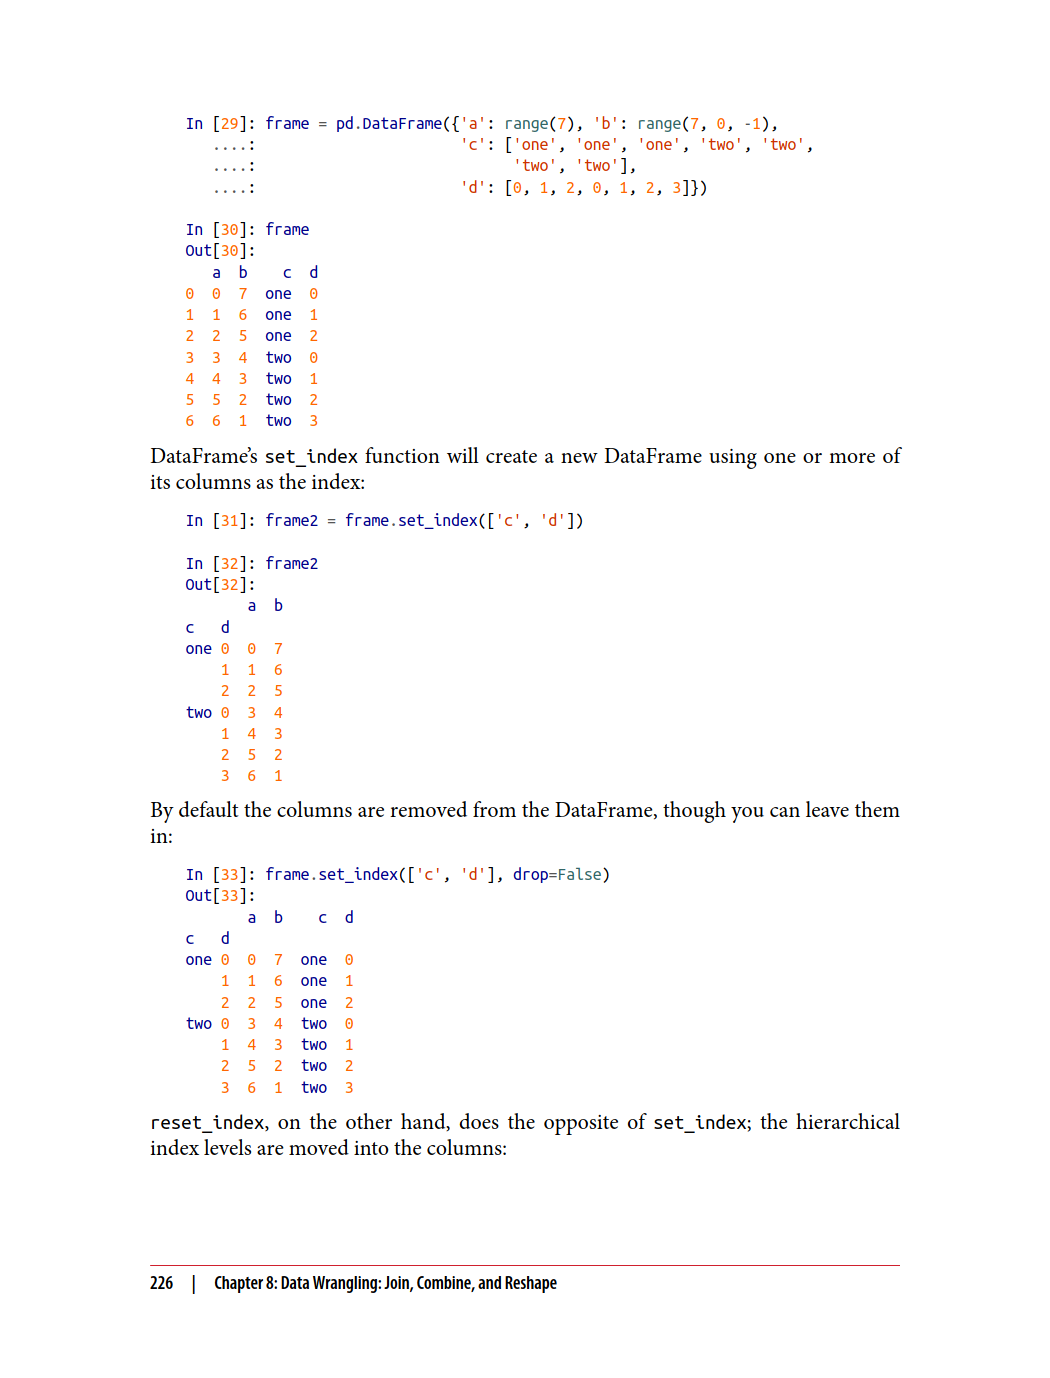 In [29]: frame = pd.DataFrame({'a': range(7), 'b': range(7, 0, -1),
   ....:                       'c': ['one', 'one', 'one', 'two', 'two',
   ....:                             'two', 'two'],
   ....:                       'd': [0, 1, 2, 0, 1, 2, 3]})
In [30]: frame
Out[30]:
   a  b    c  d
0  0  7  one  0
1  1  6  one  1
2  2  5  one  2
3  3  4  two  0
4  4  3  two  1
5  5  2  two  2
6  6  1  two  3
DataFrame’s set_index function will create a new DataFrame using one or more of
its columns as the index:
In [31]: frame2 = frame.set_index(['c', 'd'])
In [32]: frame2
Out[32]:
       a  b
c   d
one 0  0  7
    1  1  6
    2  2  5
two 0  3  4
    1  4  3
    2  5  2
    3  6  1
By default the columns are removed from the DataFrame, though you can leave them
in:
In [33]: frame.set_index(['c', 'd'], drop=False)
Out[33]:
       a  b    c  d
c   d
one 0  0  7  one  0
    1  1  6  one  1
    2  2  5  one  2
two 0  3  4  two  0
    1  4  3  two  1
    2  5  2  two  2
    3  6  1  two  3
reset_index, on the other hand, does the opposite of set_index; the hierarchical
index levels are moved into the columns:
226 | Chapter 8: Data Wrangling: Join, Combine, and Reshape